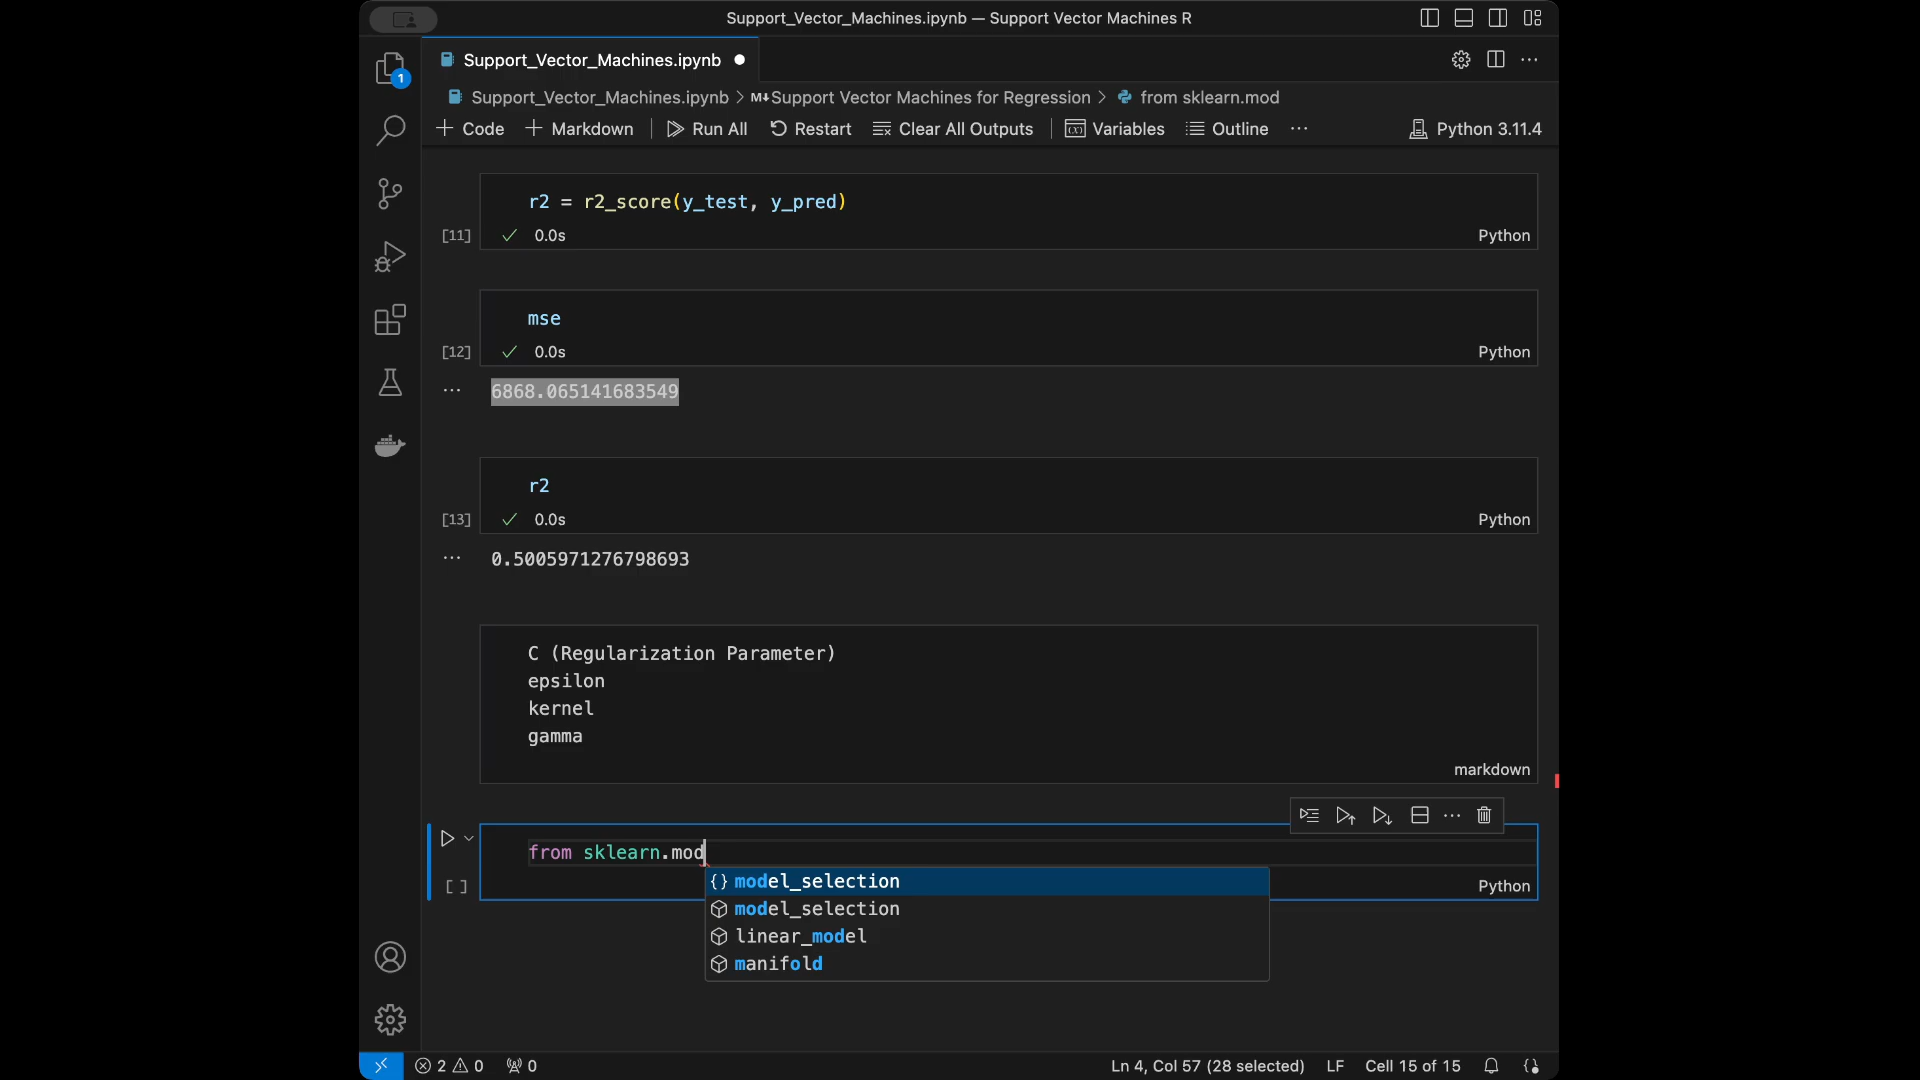 Support_Vector_Machines.ipynb — Support Vector Machines R
1
Support_Vector_Machines.ipynb
Support_Vector_Machines.ipynb > M↓ Support Vector Machines for Regression > from sklearn.mod
+ Code + Markdown Run All Restart Clear All Outputs Variables Outline ··· Python 3.11.4
r2 = r2_score(y_test, y_pred)
[11] ✓ 0.0s Python
mse
[12] ✓ 0.0s Python
··· 6868.065141683549
r2
[13] ✓ 0.0s Python
··· 0.5005971276798693
C (Regularization Parameter)
epsilon
kernel
gamma
markdown
from sklearn.mod
[ ] Python
{} model_selection
model_selection
linear_model
manifold
2 0 0 Ln 4, Col 57 (28 selected) LF Cell 15 of 15